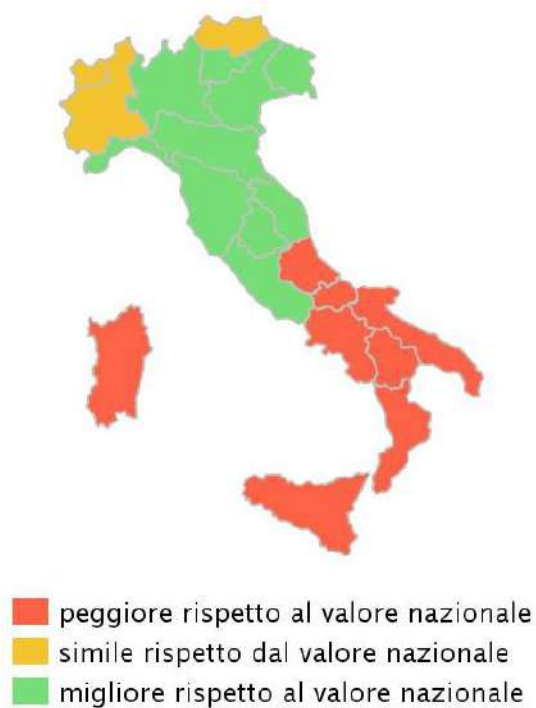 peggiore rispetto al valore nazionale
simile rispetto dal valore nazionale
migliore rispetto al valore nazionale